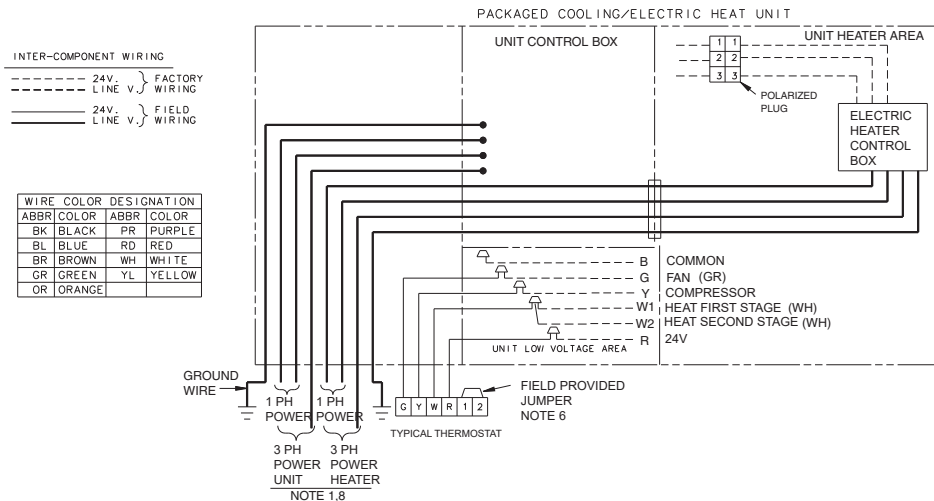 PACKAGED COOLING/ELECTRIC HEAT UNIT
UNIT CONTROL BOX
UNIT HEATER AREA
1 1
2 2
3 3
POLARIZED
PLUG
ELECTRIC
HEATER
CONTROL
BOX
INTER-COMPONENT WIRING
24V. } FACTORY
LINE V. } WIRING
24V. } FIELD
LINE V. } WIRING
WIRE COLOR DESIGNATION
ABBR COLOR ABBR COLOR
BK BLACK PR PURPLE
BL BLUE RD RED
BR BROWN WH WHITE
GR GREEN YL YELLOW
OR ORANGE
B COMMON
G FAN (GR)
Y COMPRESSOR
W1 HEAT FIRST STAGE (WH)
W2 HEAT SECOND STAGE (WH)
R 24V
UNIT LOW VOLTAGE AREA
GROUND
WIRE
1 PH
POWER
1 PH
POWER
G Y W R 1 2
TYPICAL THERMOSTAT
FIELD PROVIDED
JUMPER
NOTE 6
3 PH
POWER
UNIT
3 PH
POWER
HEATER
NOTE 1,8